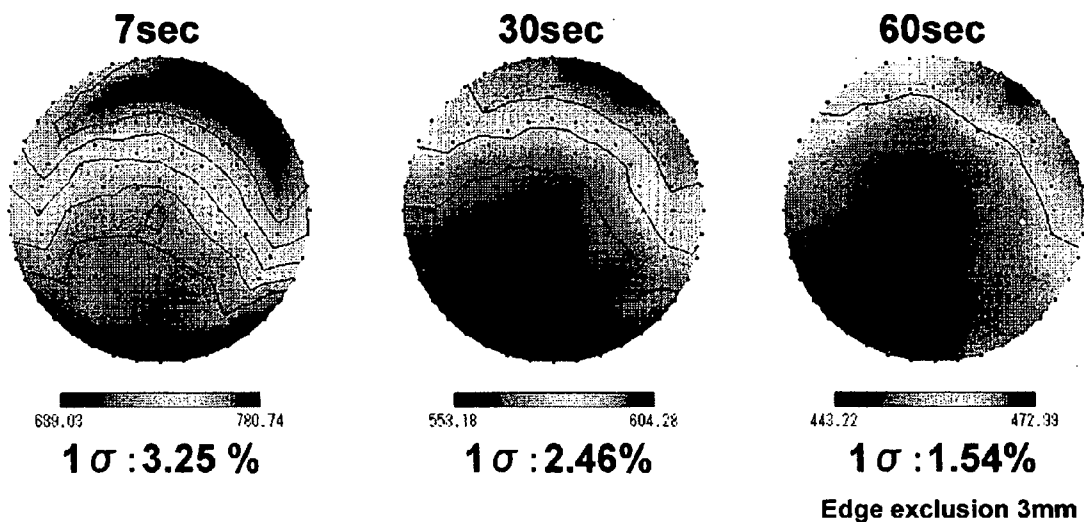 7sec 30sec 60sec
689.03 780.74 553.18 604.28 443.22 472.99
1σ:3.25 % 1σ:2.46% 1σ:1.54%
Edge exclusion 3mm